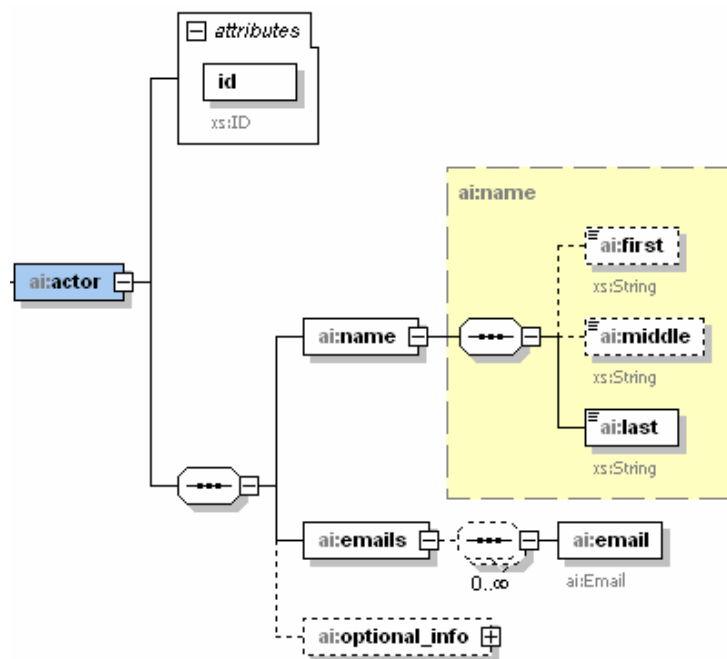 attributes
id
xs:ID
ai:name
ai:first
xs:String
ai:actor
ai:name
ai:middle
xs:String
ai:last
xs:String
ai:emails
ai:email
0..∞
ai:Email
ai:optional_info